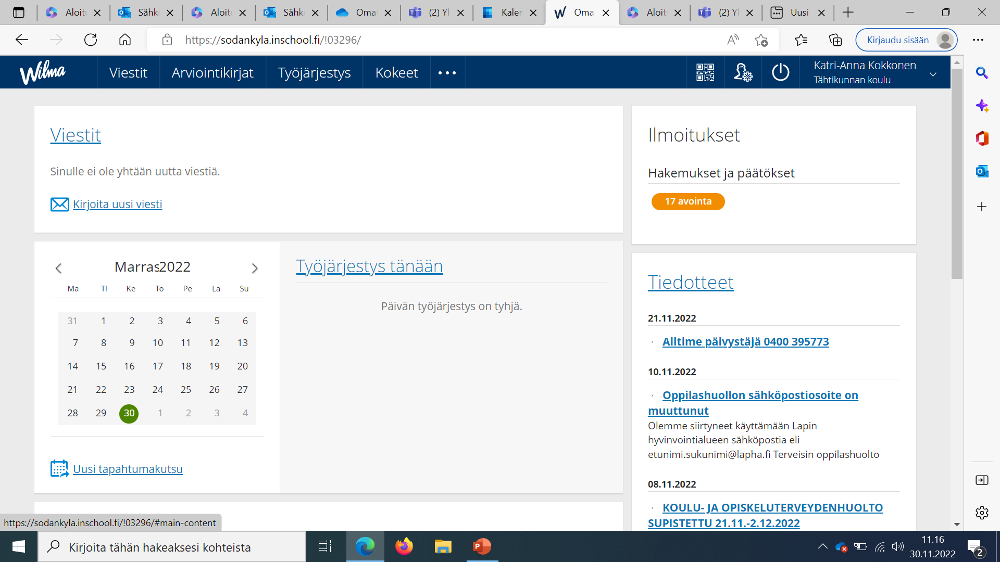 Aloitu
Sähkö
Aloitu
Sähkö
Omat
(2) Yl
Kalen
Oma
Aloitu
(2) Yl
Uusi
https://sodankyla.inschool.fi/!03296/
Kirjaudu sisään
Wilma
Viestit
Arviointikirjat
Työjärjestys
Kokeet
Katri-Anna Kokkonen
Tähtikunnan koulu
Viestit
Sinulle ei ole yhtään uutta viestiä.
Kirjoita uusi viesti
Marras2022
Ma Ti Ke To Pe La Su
31 1 2 3 4 5 6
7 8 9 10 11 12 13
14 15 16 17 18 19 20
21 22 23 24 25 26 27
28 29 30 1 2 3 4
Uusi tapahtumakutsu
Työjärjestys tänään
Päivän työjärjestys on tyhjä.
Ilmoitukset
Hakemukset ja päätökset
17 avointa
Tiedotteet
21.11.2022
Alltime päivystäjä 0400 395773
10.11.2022
Oppilashuollon sähköpostiosoite on
muuttunut
Olemme siirtyneet käyttämään Lapin
hyvinvointialueen sähköpostia eli
etunimi.sukunimi@lapha.fi Terveisin oppilashuolto
08.11.2022
KOULU- JA OPISKELUTERVEYDENHUOLTO
SUPISTETTU 21.11.-2.12.2022
https://sodankyla.inschool.fi/!03296/#main-content
Kirjoita tähän hakeaksesi kohteista
11.16
30.11.2022
2